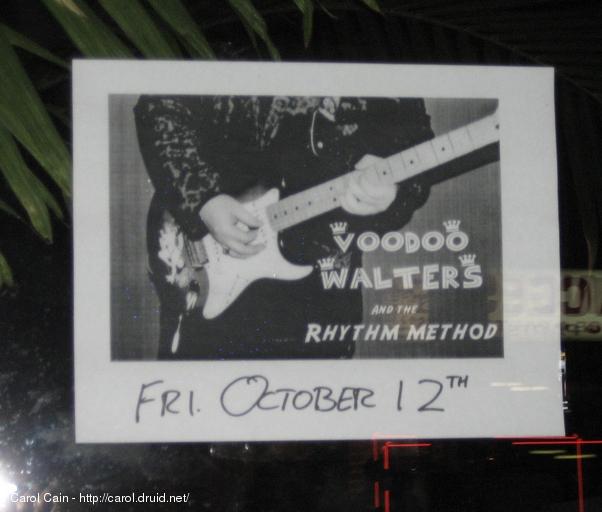 VOODOO
WALTERS
AND THE
RHYTHM METHOD
FRI. OCTOBER 12TH
Carol Cain - http://carol.druid.net/